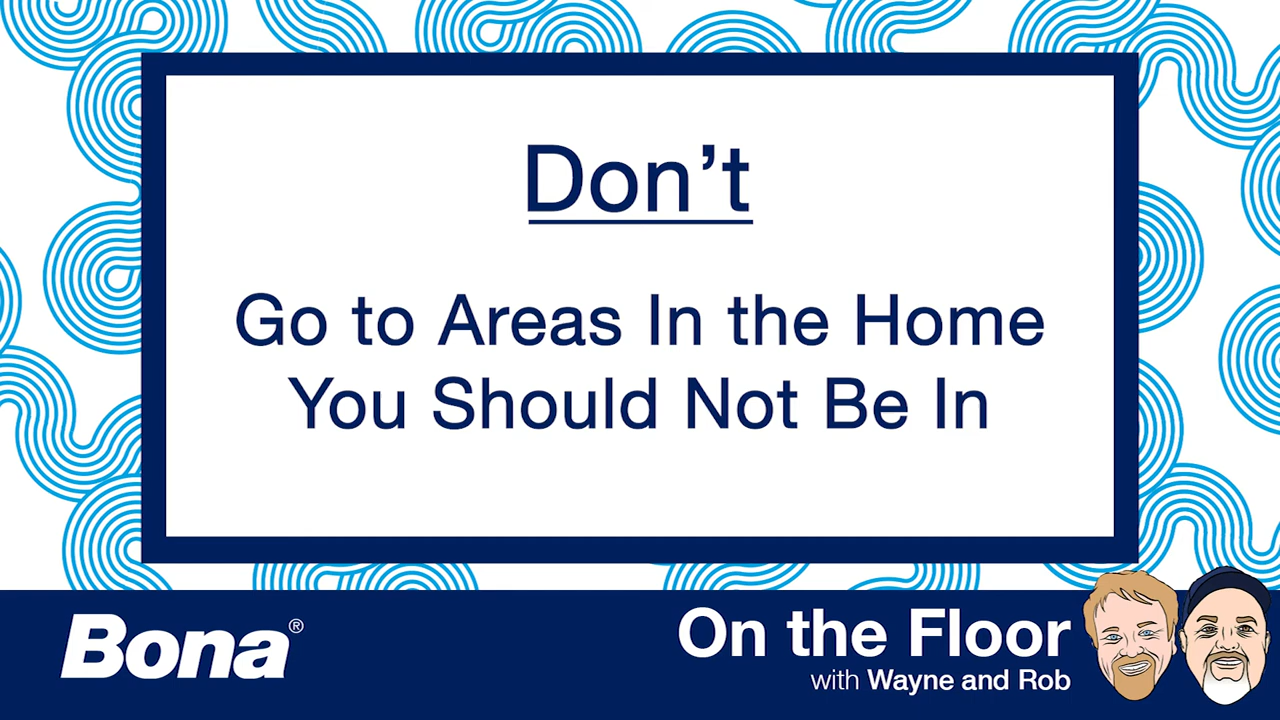 Don’t
Go to Areas In the Home
You Should Not Be In
Bona®
On the Floor
with Wayne and Rob